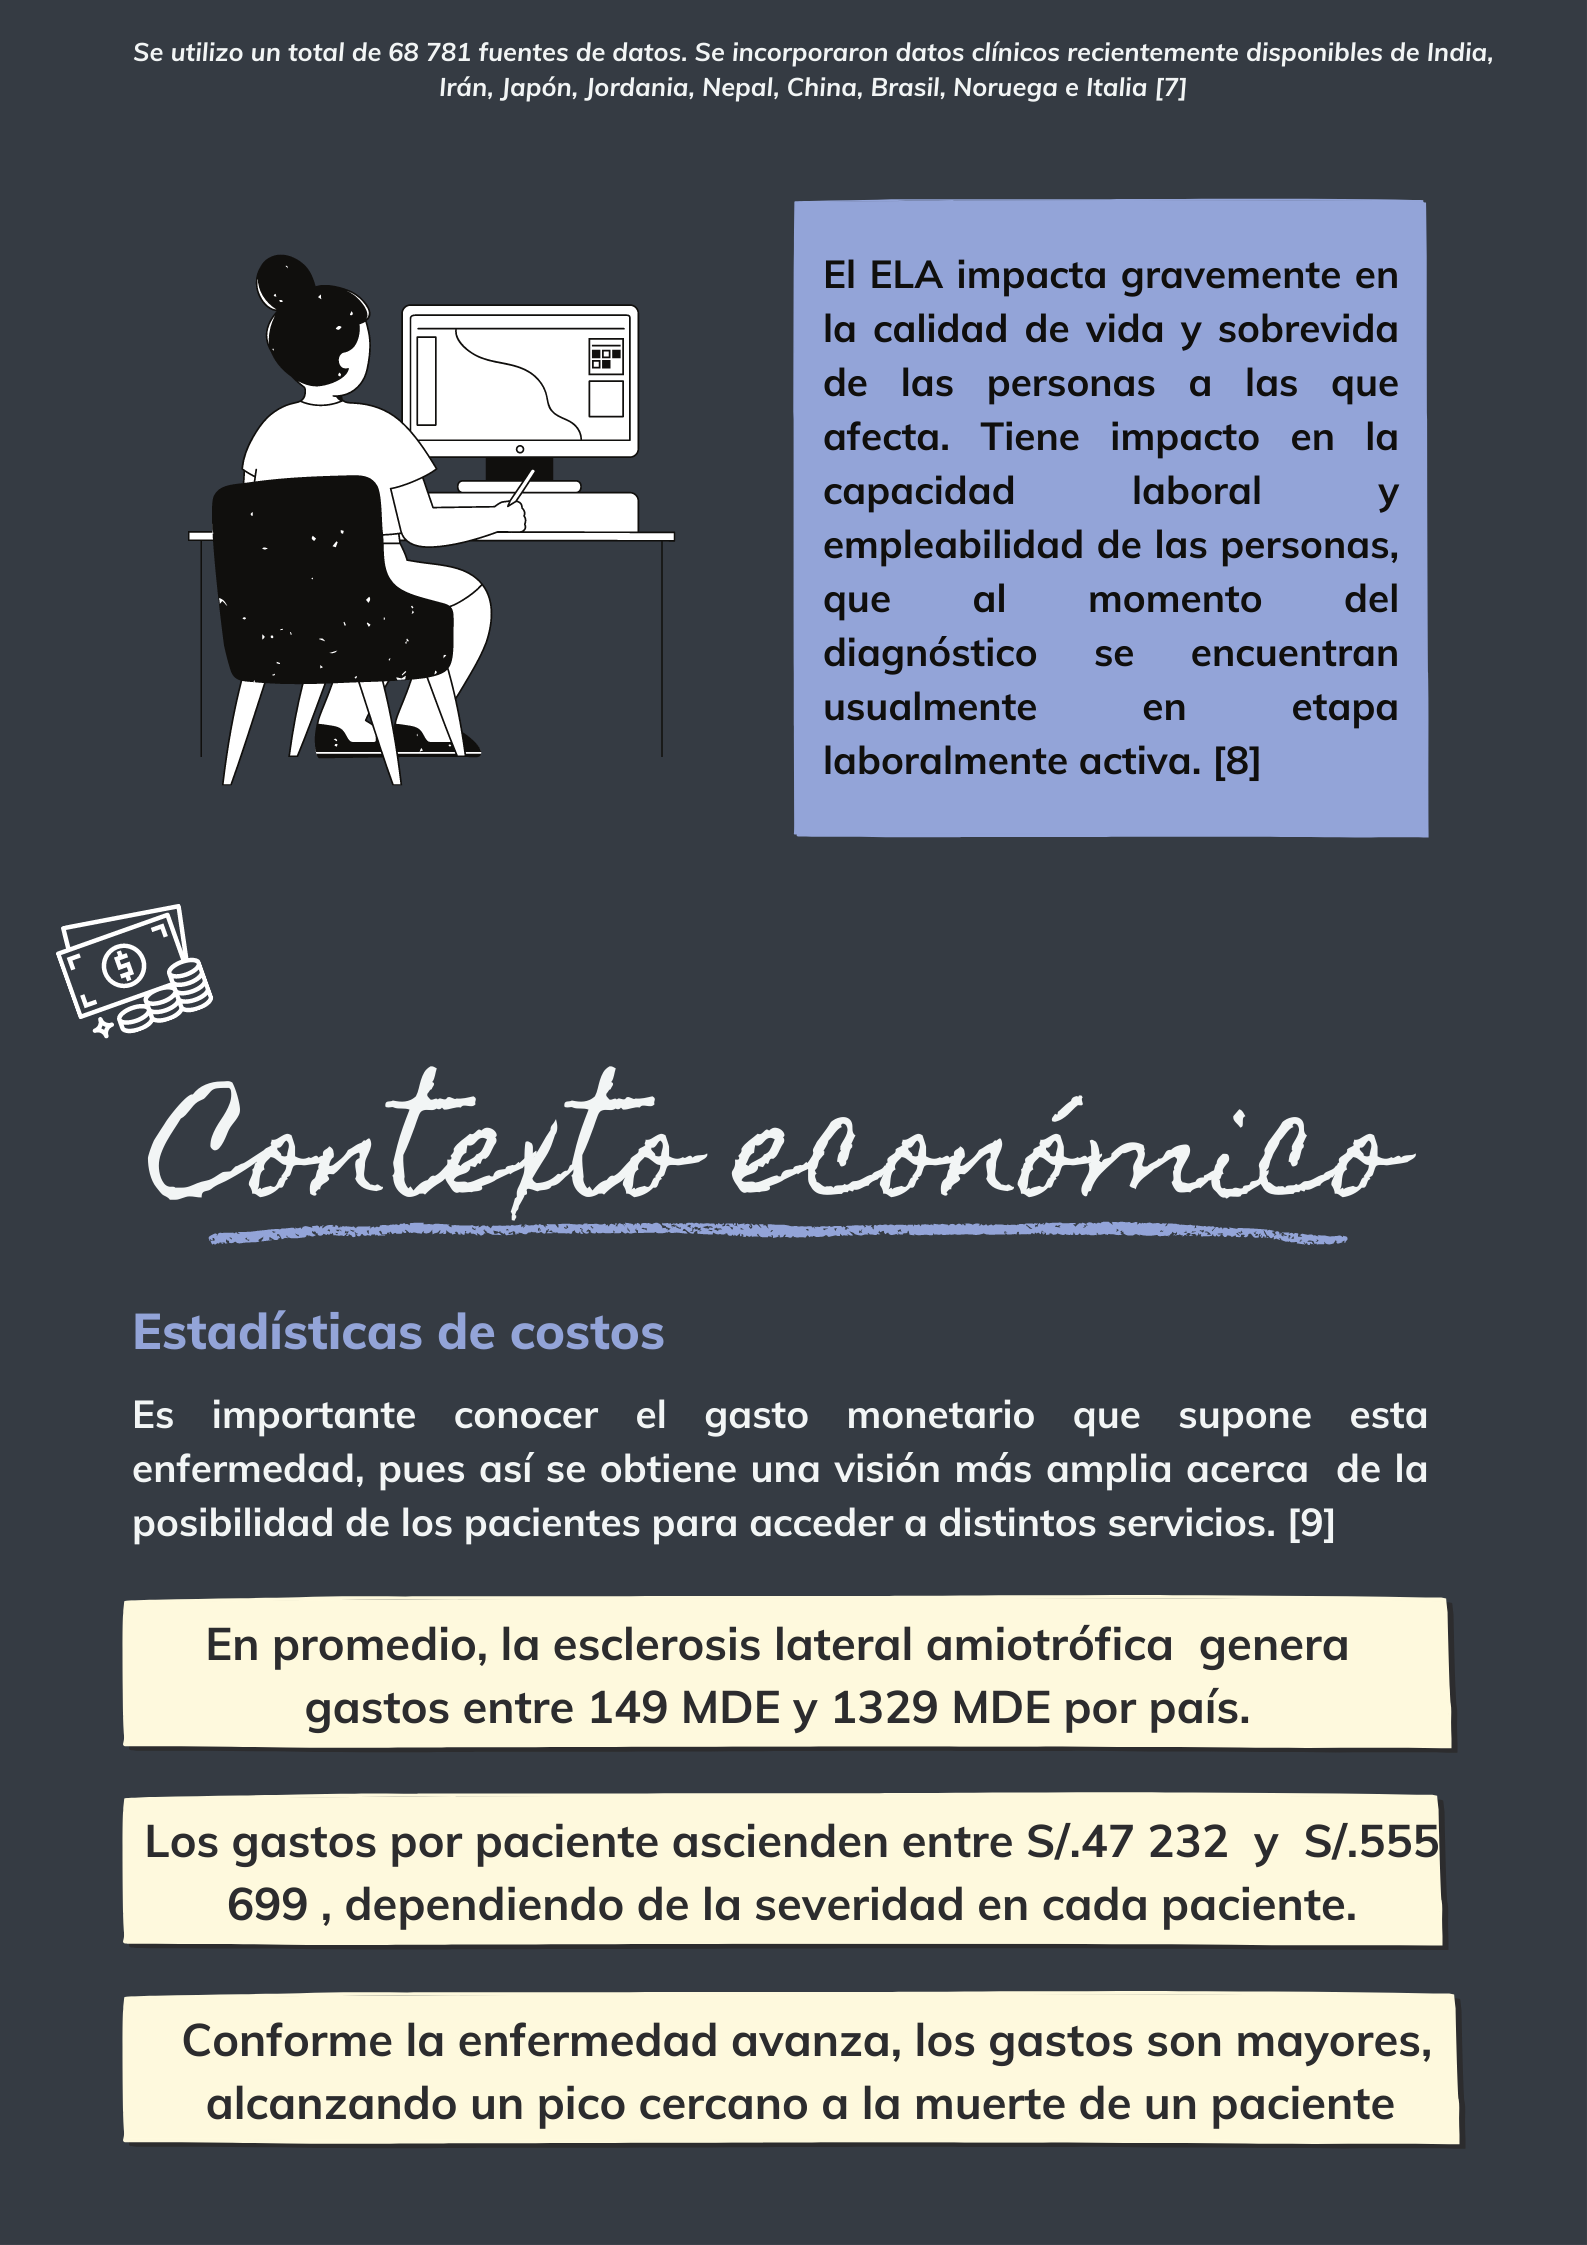 Se utilizo un total de 68 781 fuentes de datos. Se incorporaron datos clínicos recientemente disponibles de India,
Irán, Japón, Jordania, Nepal, China, Brasil, Noruega e Italia [7]
El ELA impacta gravemente en
la calidad de vida y sobrevida
de las personas a las que
afecta. Tiene impacto en la
capacidad laboral y
empleabilidad de las personas,
que al momento del
diagnóstico se encuentran
usualmente en etapa
laboralmente activa. [8]
Contexto económico
Estadísticas de costos
Es importante conocer el gasto monetario que supone esta
enfermedad, pues así se obtiene una visión más amplia acerca de la
posibilidad de los pacientes para acceder a distintos servicios. [9]
En promedio, la esclerosis lateral amiotrófica genera
gastos entre 149 MDE y 1329 MDE por país.
Los gastos por paciente ascienden entre S/.47 232 y S/.555
699 , dependiendo de la severidad en cada paciente.
Conforme la enfermedad avanza, los gastos son mayores,
alcanzando un pico cercano a la muerte de un paciente